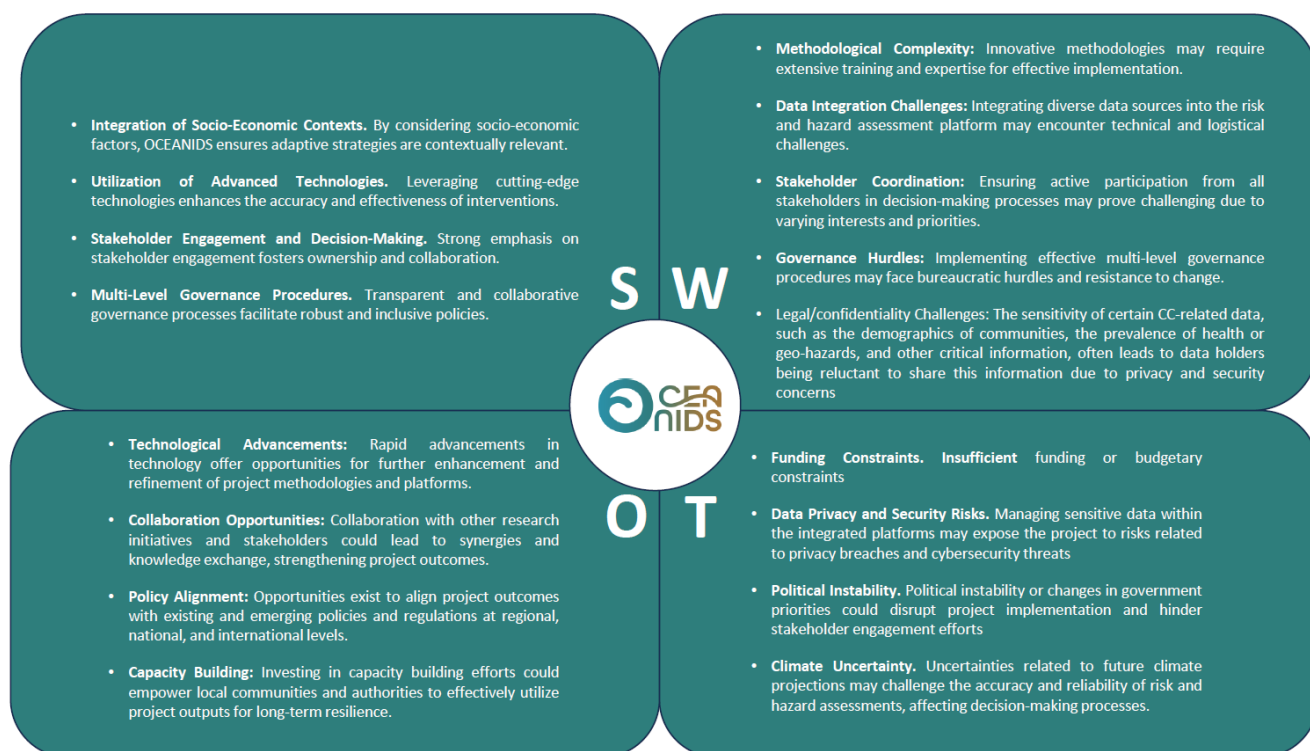 • Integration of Socio-Economic Contexts. By considering socio-economic
factors, OCEANIDS ensures adaptive strategies are contextually relevant.
• Utilization of Advanced Technologies. Leveraging cutting-edge
technologies enhances the accuracy and effectiveness of interventions.
• Stakeholder Engagement and Decision-Making. Strong emphasis on
stakeholder engagement fosters ownership and collaboration.
• Multi-Level Governance Procedures. Transparent and collaborative
governance processes facilitate robust and inclusive policies.
S
• Methodological Complexity: Innovative methodologies may require
extensive training and expertise for effective implementation.
• Data Integration Challenges: Integrating diverse data sources into the risk
and hazard assessment platform may encounter technical and logistical
challenges.
• Stakeholder Coordination: Ensuring active participation from all
stakeholders in decision-making processes may prove challenging due to
varying interests and priorities.
• Governance Hurdles: Implementing effective multi-level governance
procedures may face bureaucratic hurdles and resistance to change.
• Legal/confidentiality Challenges: The sensitivity of certain CC-related data,
such as the demographics of communities, the prevalence of health or
geo-hazards, and other critical information, often leads to data holders
being reluctant to share this information due to privacy and security
concerns
W
OCEA
NIDS
• Technological Advancements: Rapid advancements in
technology offer opportunities for further enhancement and
refinement of project methodologies and platforms.
• Collaboration Opportunities: Collaboration with other research
initiatives and stakeholders could lead to synergies and
knowledge exchange, strengthening project outcomes.
• Policy Alignment: Opportunities exist to align project outcomes
with existing and emerging policies and regulations at regional,
national, and international levels.
• Capacity Building: Investing in capacity building efforts could
empower local communities and authorities to effectively utilize
project outputs for long-term resilience.
O
• Funding Constraints. Insufficient funding or budgetary
constraints
• Data Privacy and Security Risks. Managing sensitive data within
the integrated platforms may expose the project to risks related
to privacy breaches and cybersecurity threats
• Political Instability. Political instability or changes in government
priorities could disrupt project implementation and hinder
stakeholder engagement efforts
• Climate Uncertainty. Uncertainties related to future climate
projections may challenge the accuracy and reliability of risk and
hazard assessments, affecting decision-making processes.
T